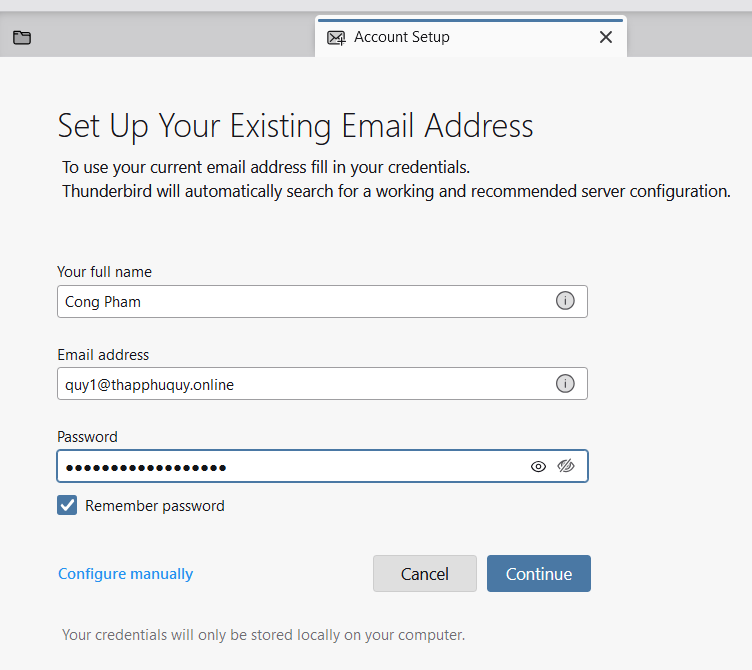 Account Setup
Set Up Your Existing Email Address
To use your current email address fill in your credentials.
Thunderbird will automatically search for a working and recommended server configuration.
Your full name
Cong Pham
Email address
quy1@thapphuquy.online
Password
●●●●●●●●●●●●●●●●●●
Remember password
Configure manually
Cancel
Continue
Your credentials will only be stored locally on your computer.